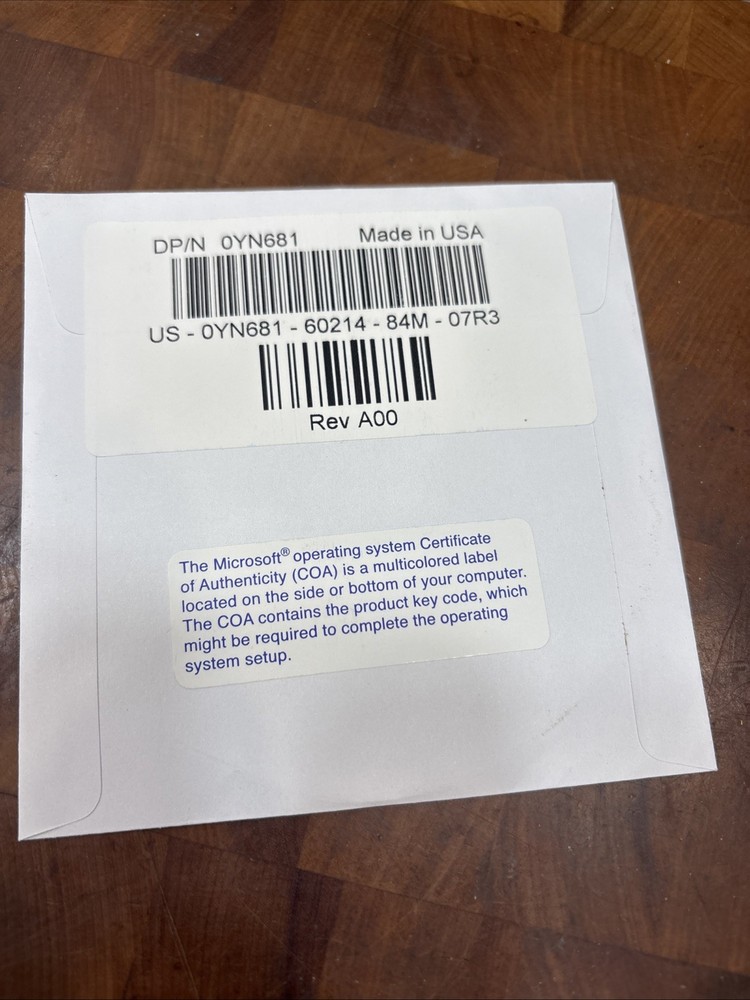 DP/N 0YN681 Made in USA
US - 0YN681 - 60214 - 84M - 07R3
Rev A00
The Microsoft® operating system Certificate
of Authenticity (COA) is a multicolored label
located on the side or bottom of your computer.
The COA contains the product key code, which
might be required to complete the operating
system setup.